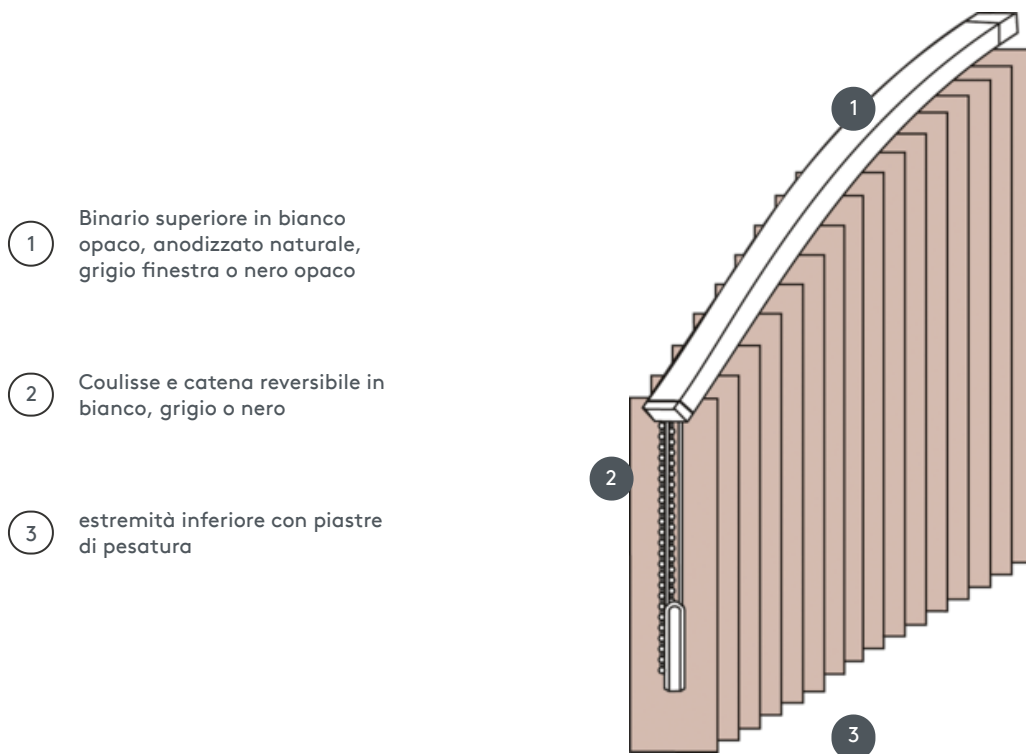 1
Binario superiore in bianco
opaco, anodizzato naturale,
grigio finestra o nero opaco
2
Coulisse e catena reversibile in
bianco, grigio o nero
3
estremità inferiore con piastre
di pesatura
1
2
3